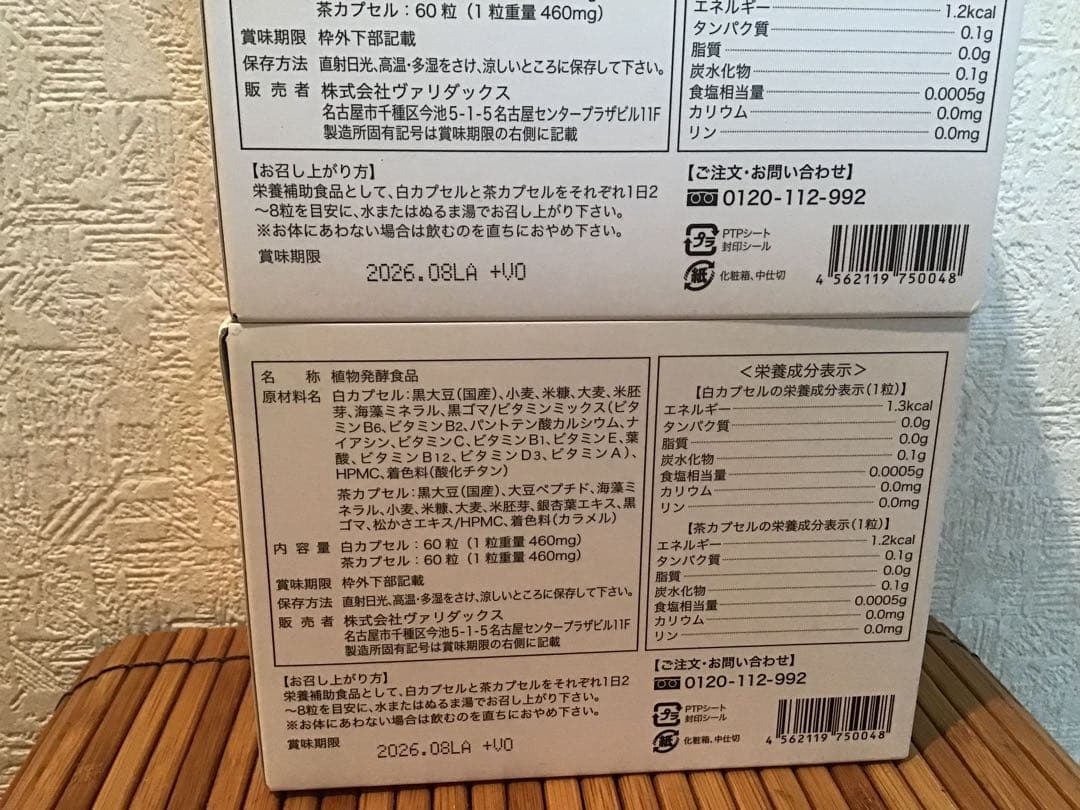 茶カプセル：60粒（1粒重量460mg）
賞味期限 枠外下部記載
保存方法 直射日光、高温・多湿をさけ、涼しいところに保存して下さい。
販売者 株式会社ヴァリダックス
名古屋市千種区今池5-1-5名古屋センタープラザビル11F
製造所固有記号は賞味期限の右側に記載
エネルギー 1.2kcal
タンパク質 0.1g
脂質 0.0g
炭水化物 0.1g
食塩相当量 0.0005g
カリウム 0.0mg
リン 0.0mg
【お召し上がり方】
栄養補助食品として、白カプセルと茶カプセルをそれぞれ1日2
～8粒を目安に、水またはぬるま湯でお召し上がり下さい。
※お体にあわない場合は飲むのを直ちにおやめ下さい。
賞味期限 2026.08LA +VO
【ご注文・お問い合わせ】
0120-112-992
プラ PTPシート
封印シール
紙 化粧箱、中仕切
4 562119 750048
名称 植物発酵食品
原材料名 白カプセル：黒大豆（国産）、小麦、米糠、大麦、米胚
芽、海藻ミネラル、黒ゴマ/ビタミンミックス（ビタ
ミンB6、ビタミンB2、パントテン酸カルシウム、ナ
イアシン、ビタミンC、ビタミンB1、ビタミンE、葉
酸、ビタミンB12、ビタミンD3、ビタミンA）、
HPMC、着色料（酸化チタン）
茶カプセル：黒大豆（国産）、大豆ペプチド、海藻ミ
ネラル、小麦、米糠、大麦、米胚芽、銀杏葉エキス、黒
ゴマ、松かさエキス/HPMC、着色料（カラメル）
内容量 白カプセル：60粒（1粒重量460mg）
茶カプセル：60粒（1粒重量460mg）
賞味期限 枠外下部記載
保存方法 直射日光、高温・多湿をさけ、涼しいところに保存して下さい。
販売者 株式会社ヴァリダックス
名古屋市千種区今池5-1-5名古屋センタープラザビル11F
製造所固有記号は賞味期限の右側に記載
＜栄養成分表示＞
【白カプセルの栄養成分表示（1粒）】
エネルギー 1.3kcal
タンパク質 0.0g
脂質 0.0g
炭水化物 0.1g
食塩相当量 0.0005g
カリウム 0.0mg
リン 0.0mg
【茶カプセルの栄養成分表示（1粒）】
エネルギー 1.2kcal
タンパク質 0.1g
脂質 0.0g
炭水化物 0.1g
食塩相当量 0.0005g
カリウム 0.0mg
リン 0.0mg
【お召し上がり方】
栄養補助食品として、白カプセルと茶カプセルをそれぞれ1日2
～8粒を目安に、水またはぬるま湯でお召し上がり下さい。
※お体にあわない場合は飲むのを直ちにおやめ下さい。
賞味期限 2026.08LA +VO
【ご注文・お問い合わせ】
0120-112-992
プラ PTPシート
封印シール
紙 化粧箱、中仕切
4 562119 750048